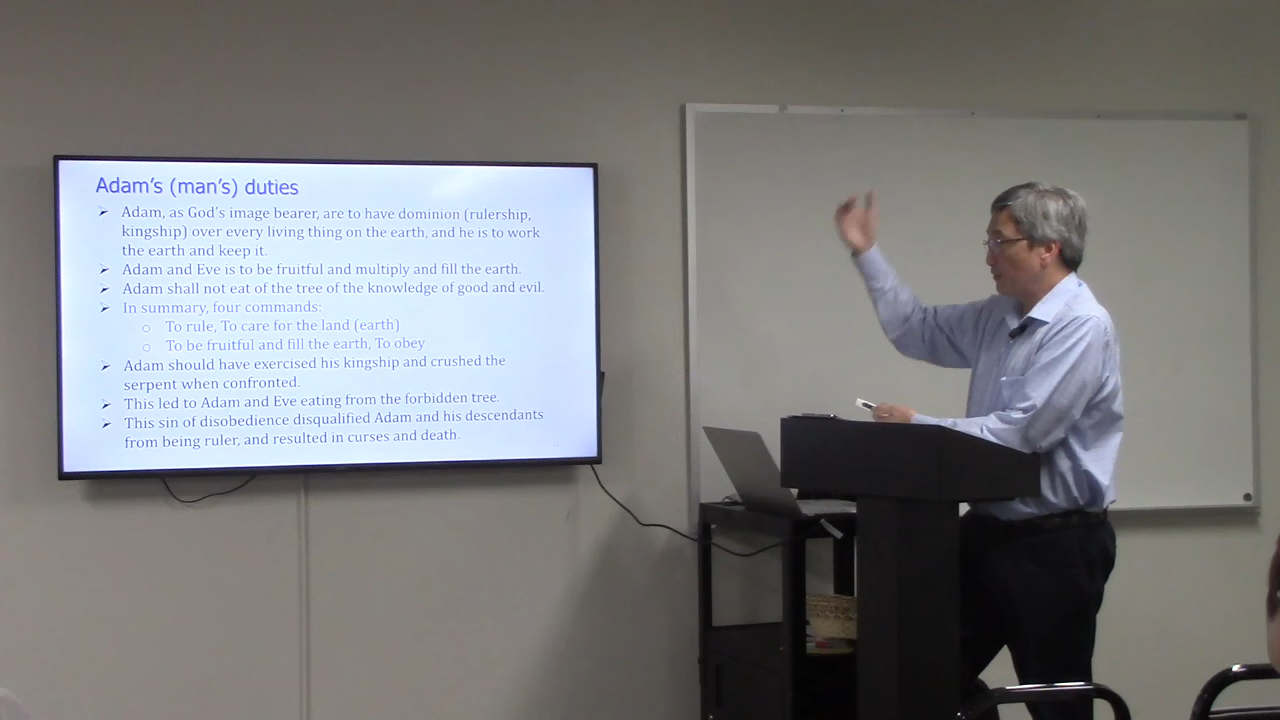 Adam's (man's) duties
➢ Adam, as God's image bearer, are to have dominion (rulership,
kingship) over every living thing on the earth, and he is to work
the earth and keep it.
➢ Adam and Eve is to be fruitful and multiply and fill the earth.
➢ Adam shall not eat of the tree of the knowledge of good and evil.
➢ In summary, four commands:
o To rule, To care for the land (earth)
o To be fruitful and fill the earth, To obey
➢ Adam should have exercised his kingship and crushed the
serpent when confronted.
➢ This led to Adam and Eve eating from the forbidden tree.
➢ This sin of disobedience disqualified Adam and his descendants
from being ruler, and resulted in curses and death.